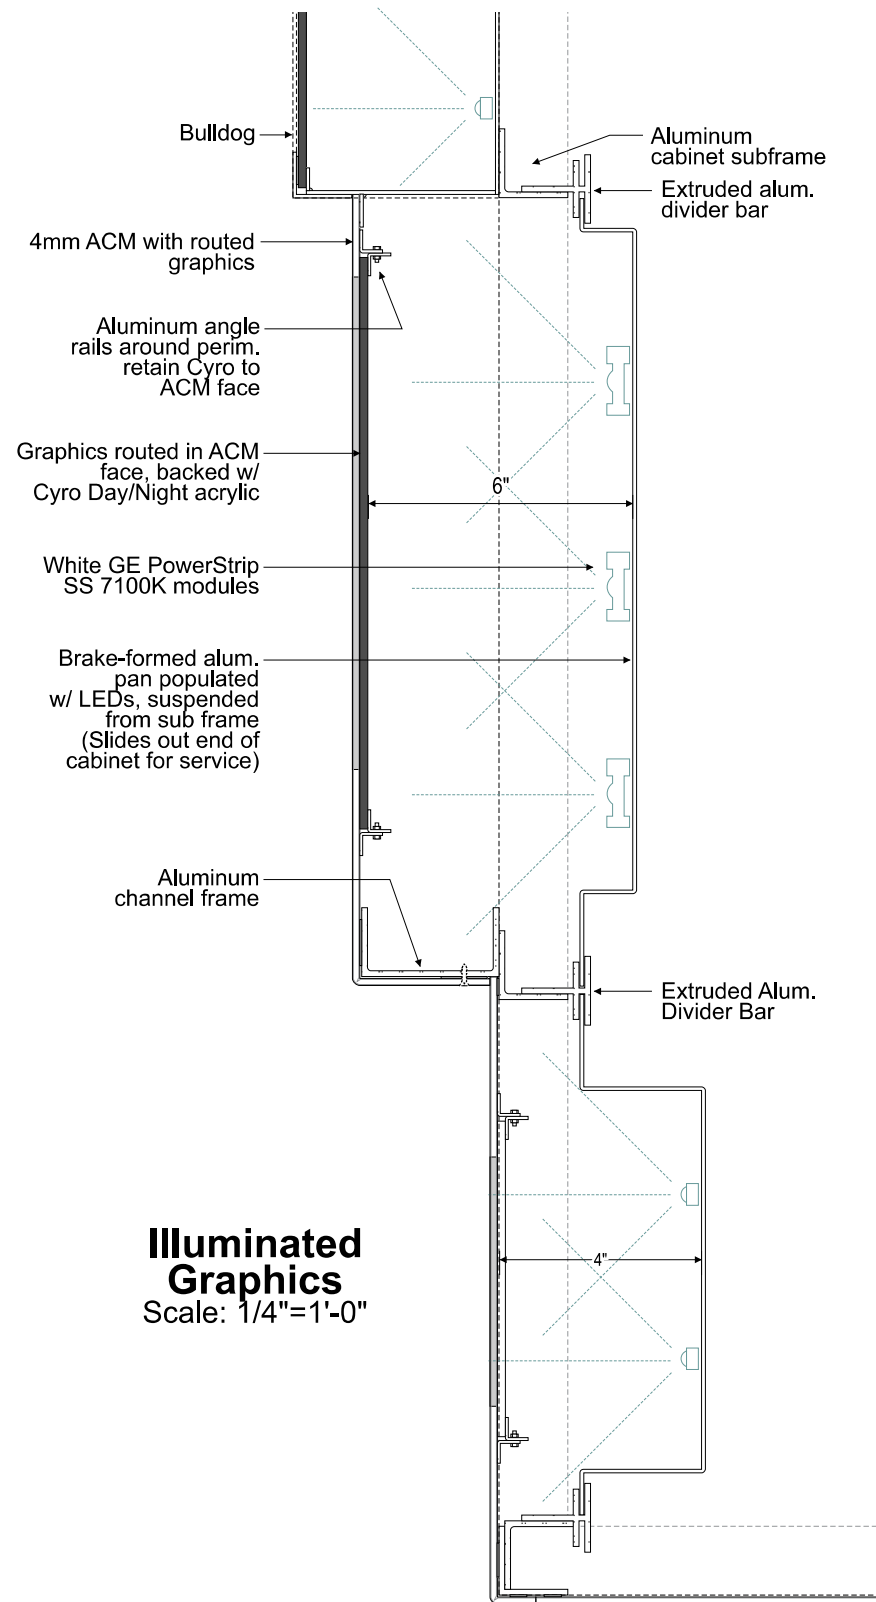 Bulldog
Aluminum
cabinet subframe
Extruded alum.
divider bar
4mm ACM with routed
graphics
Aluminum angle
rails around perim.
retain Cyro to
ACM face
Graphics routed in ACM
face, backed w/
Cyro Day/Night acrylic
6"
White GE PowerStrip
SS 7100K modules
Brake-formed alum.
pan populated
w/ LEDs, suspended
from sub frame
(Slides out end of
cabinet for service)
Aluminum
channel frame
Extruded Alum.
Divider Bar
4"
Illuminated
Graphics
Scale: 1/4"=1'-0"